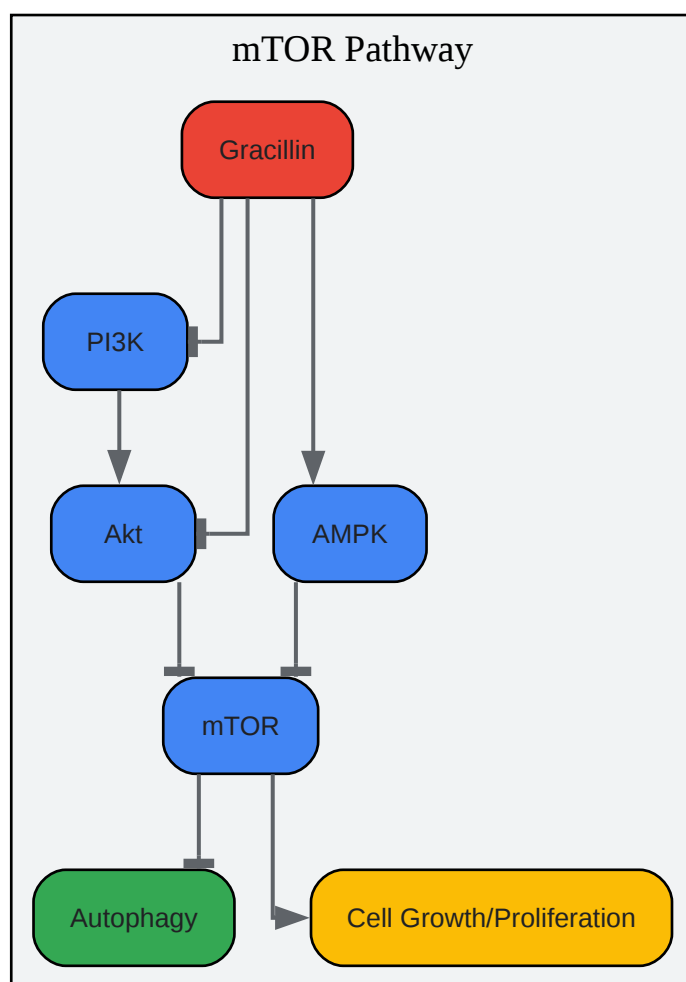 mTOR Pathway
Gracillin
PI3K
Akt
AMPK
mTOR
Autophagy
Cell Growth/Proliferation